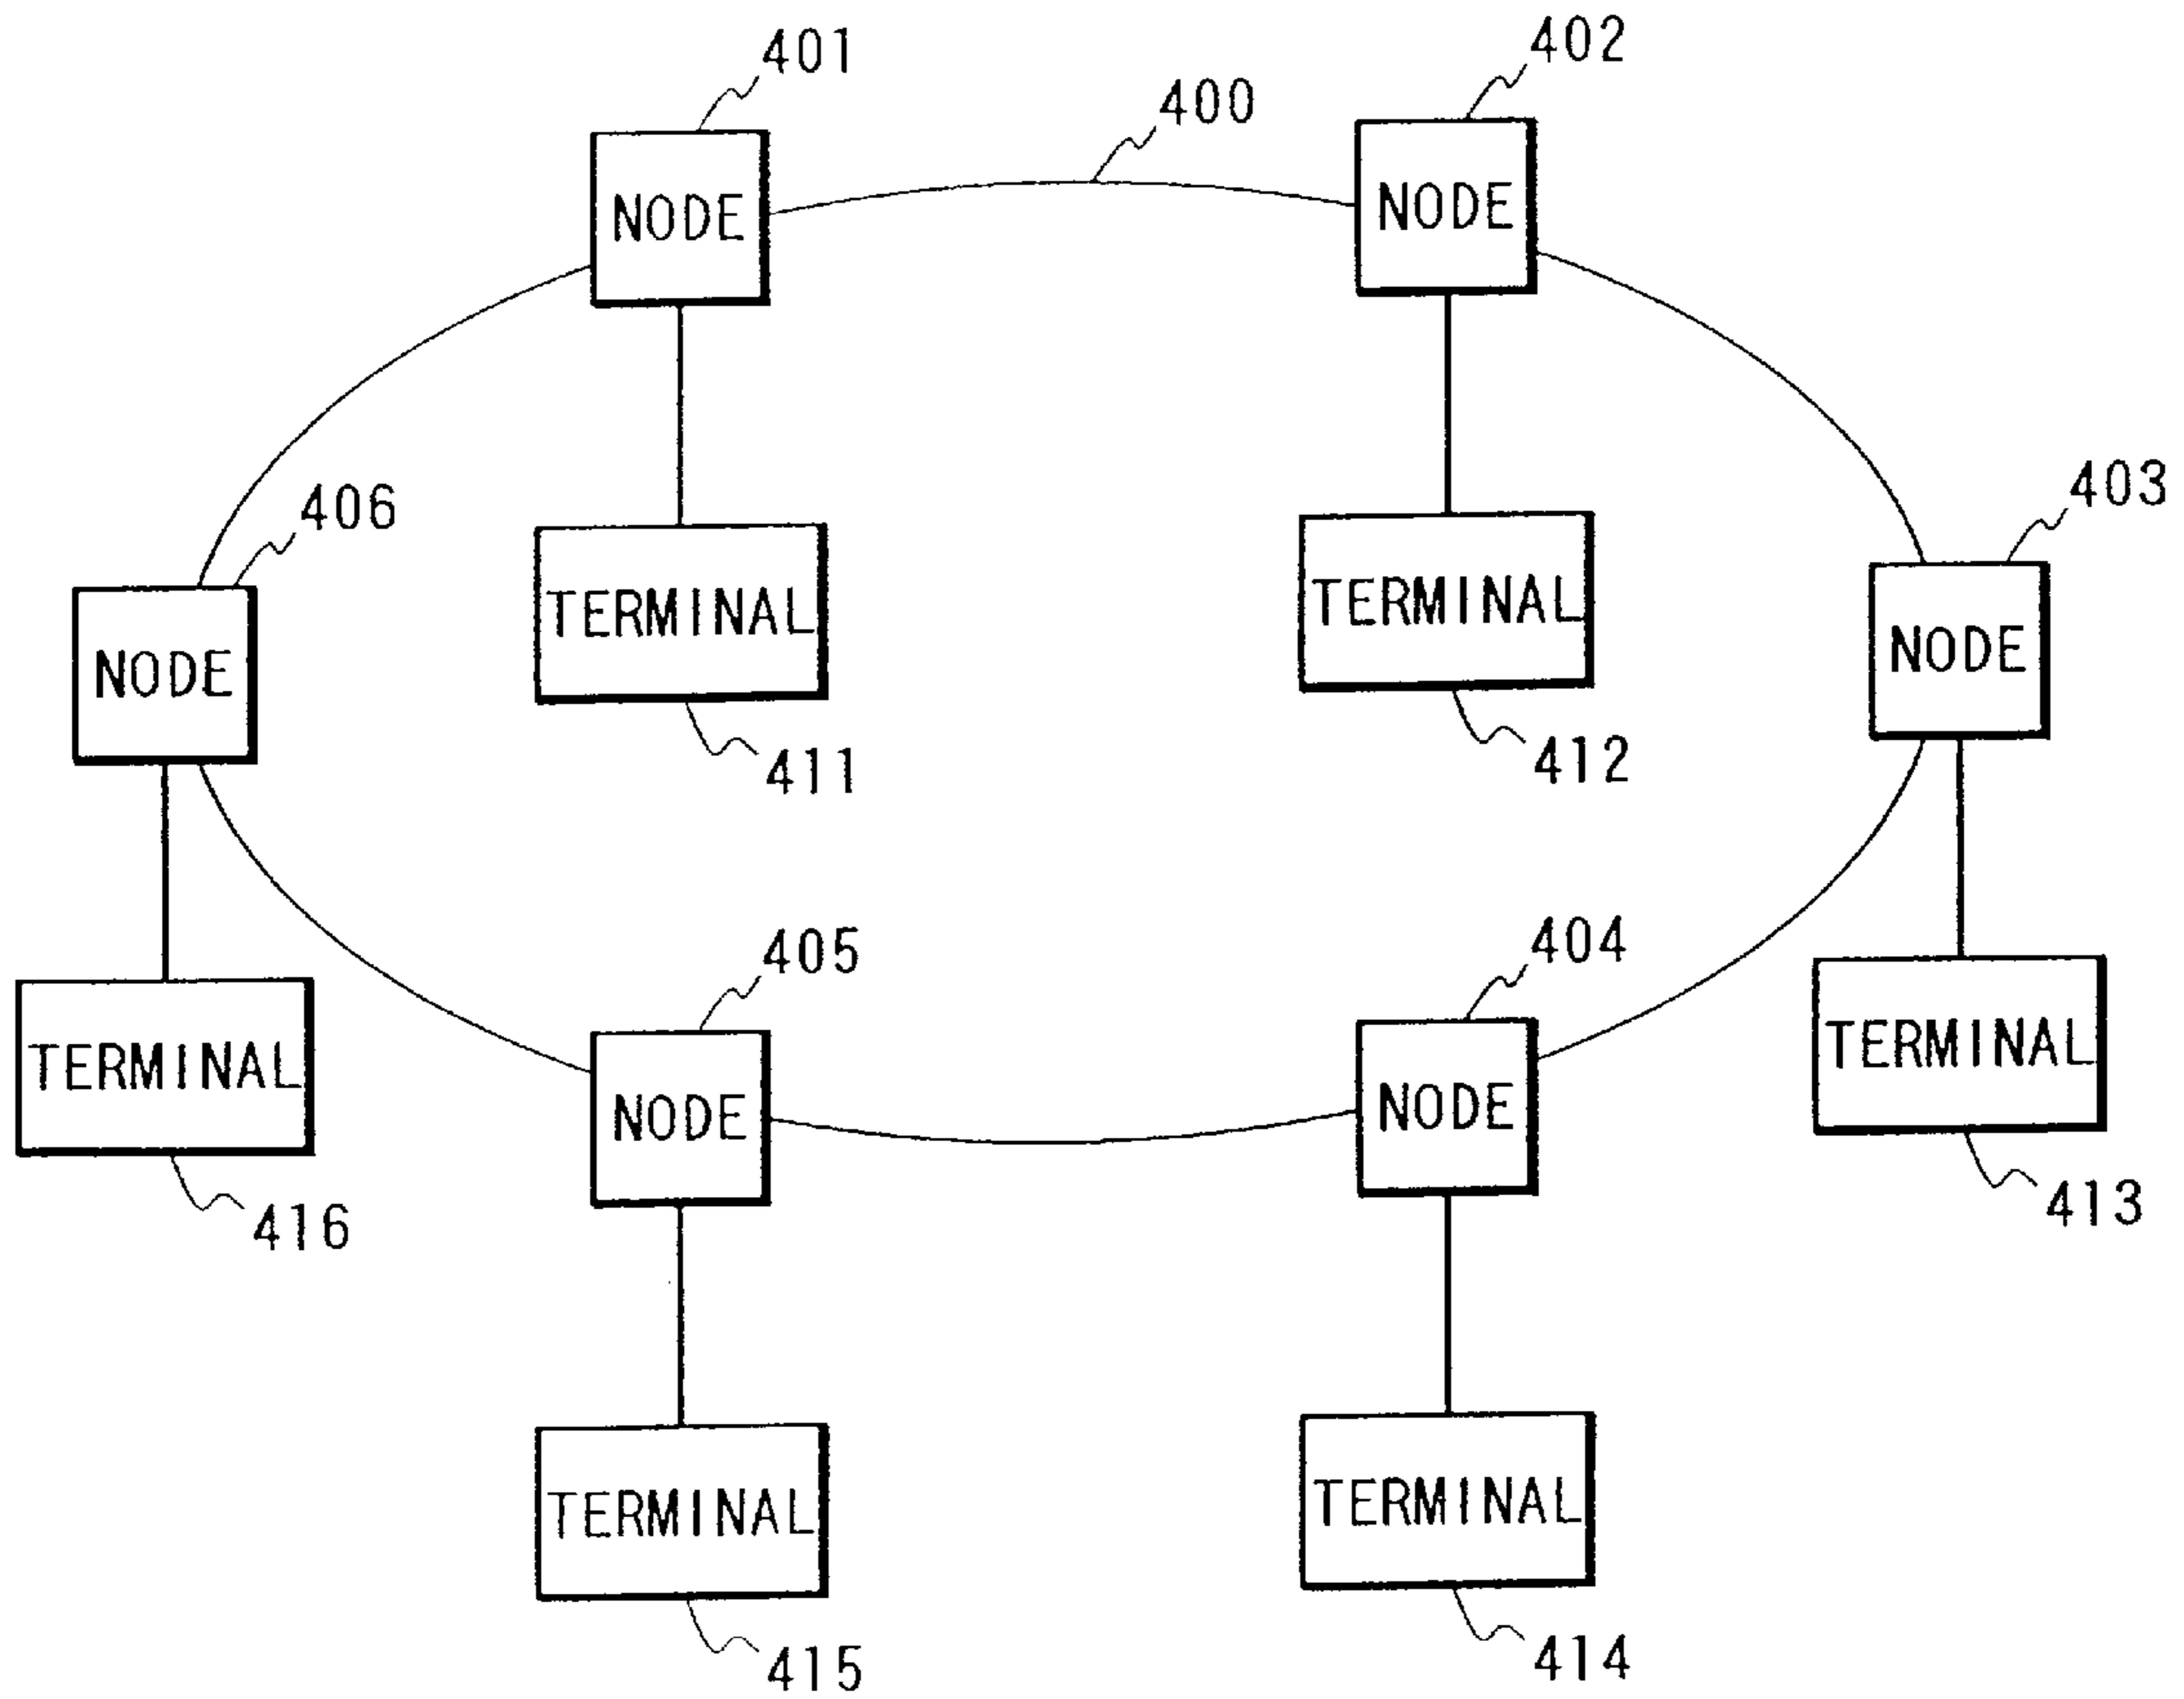 401
402
400
NODE
NODE
406
403
TERMINAL
TERMINAL
NODE
NODE
411
412
405
404
TERMINAL
TERMINAL
NODE
NODE
416
413
TERMINAL
TERMINAL
415
414